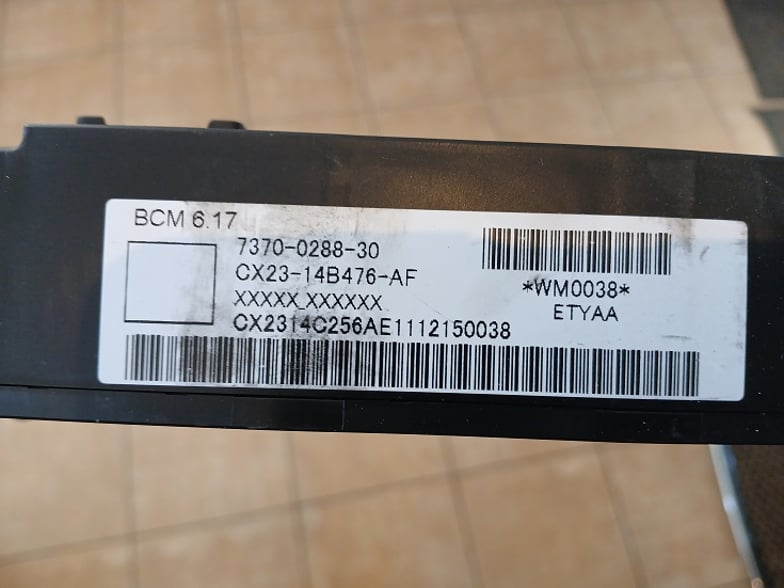 BCM 6.17
7370-0288-30
CX23-14B476-AF
XXXXX_XXXXXX
CX2314C256AE1112150038
*WM0038*
ETYAA